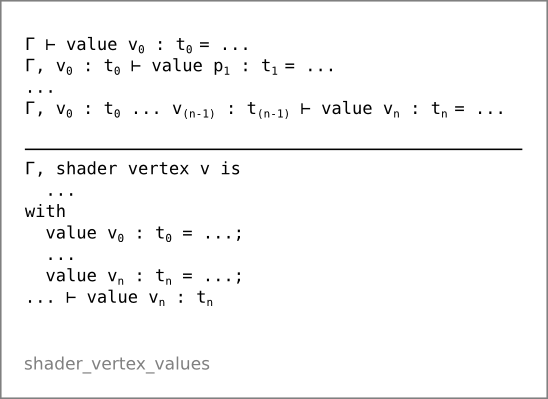 Γ ⊢ value v₀ : t₀ = ...
Γ, v₀ : t₀ ⊢ value p₁ : t₁ = ...
...
Γ, v₀ : t₀ ... v₍ₙ₋₁₎ : t₍ₙ₋₁₎ ⊢ value vₙ : tₙ = ...
Γ, shader vertex v is
  ...
with
  value v₀ : t₀ = ...;
  ...
  value vₙ : tₙ = ...;
... ⊢ value vₙ : tₙ
shader_vertex_values